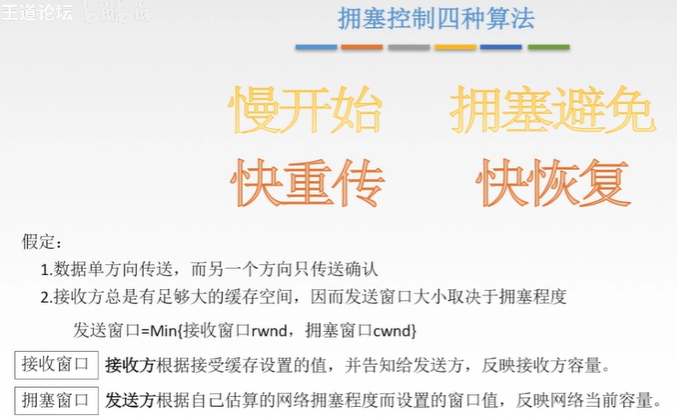 王道论坛
拥塞控制四种算法
慢开始 拥塞避免
快重传 快恢复
假定：
1.数据单方向传送，而另一个方向只传送确认
2.接收方总是有足够大的缓存空间，因而发送窗口大小取决于拥塞程度
发送窗口=Min{接收窗口rwnd，拥塞窗口cwnd}
接收窗口 接收方根据接受缓存设置的值，并告知给发送方，反映接收方容量。
拥塞窗口 发送方根据自己估算的网络拥塞程度而设置的窗口值，反映网络当前容量。